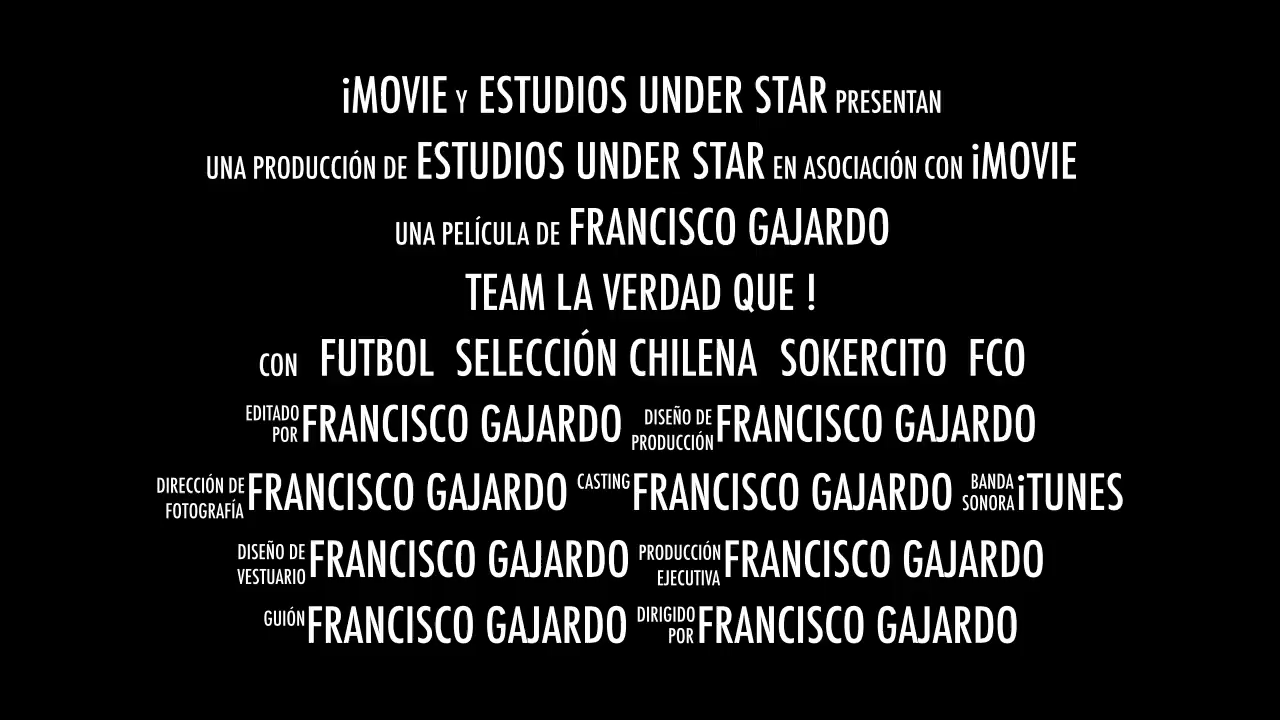 iMOVIE Y ESTUDIOS UNDER STAR PRESENTAN
UNA PRODUCCIÓN DE ESTUDIOS UNDER STAR EN ASOCIACIÓN CON iMOVIE
UNA PELÍCULA DE FRANCISCO GAJARDO
TEAM LA VERDAD QUE !
CON FUTBOL SELECCIÓN CHILENA SOKERCITO FCO
EDITADO POR FRANCISCO GAJARDO DISEÑO DE PRODUCCIÓN FRANCISCO GAJARDO
DIRECCIÓN DE FOTOGRAFÍA FRANCISCO GAJARDO CASTING FRANCISCO GAJARDO BANDA SONORA iTUNES
DISEÑO DE VESTUARIO FRANCISCO GAJARDO PRODUCCIÓN EJECUTIVA FRANCISCO GAJARDO
GUIÓN FRANCISCO GAJARDO DIRIGIDO POR FRANCISCO GAJARDO